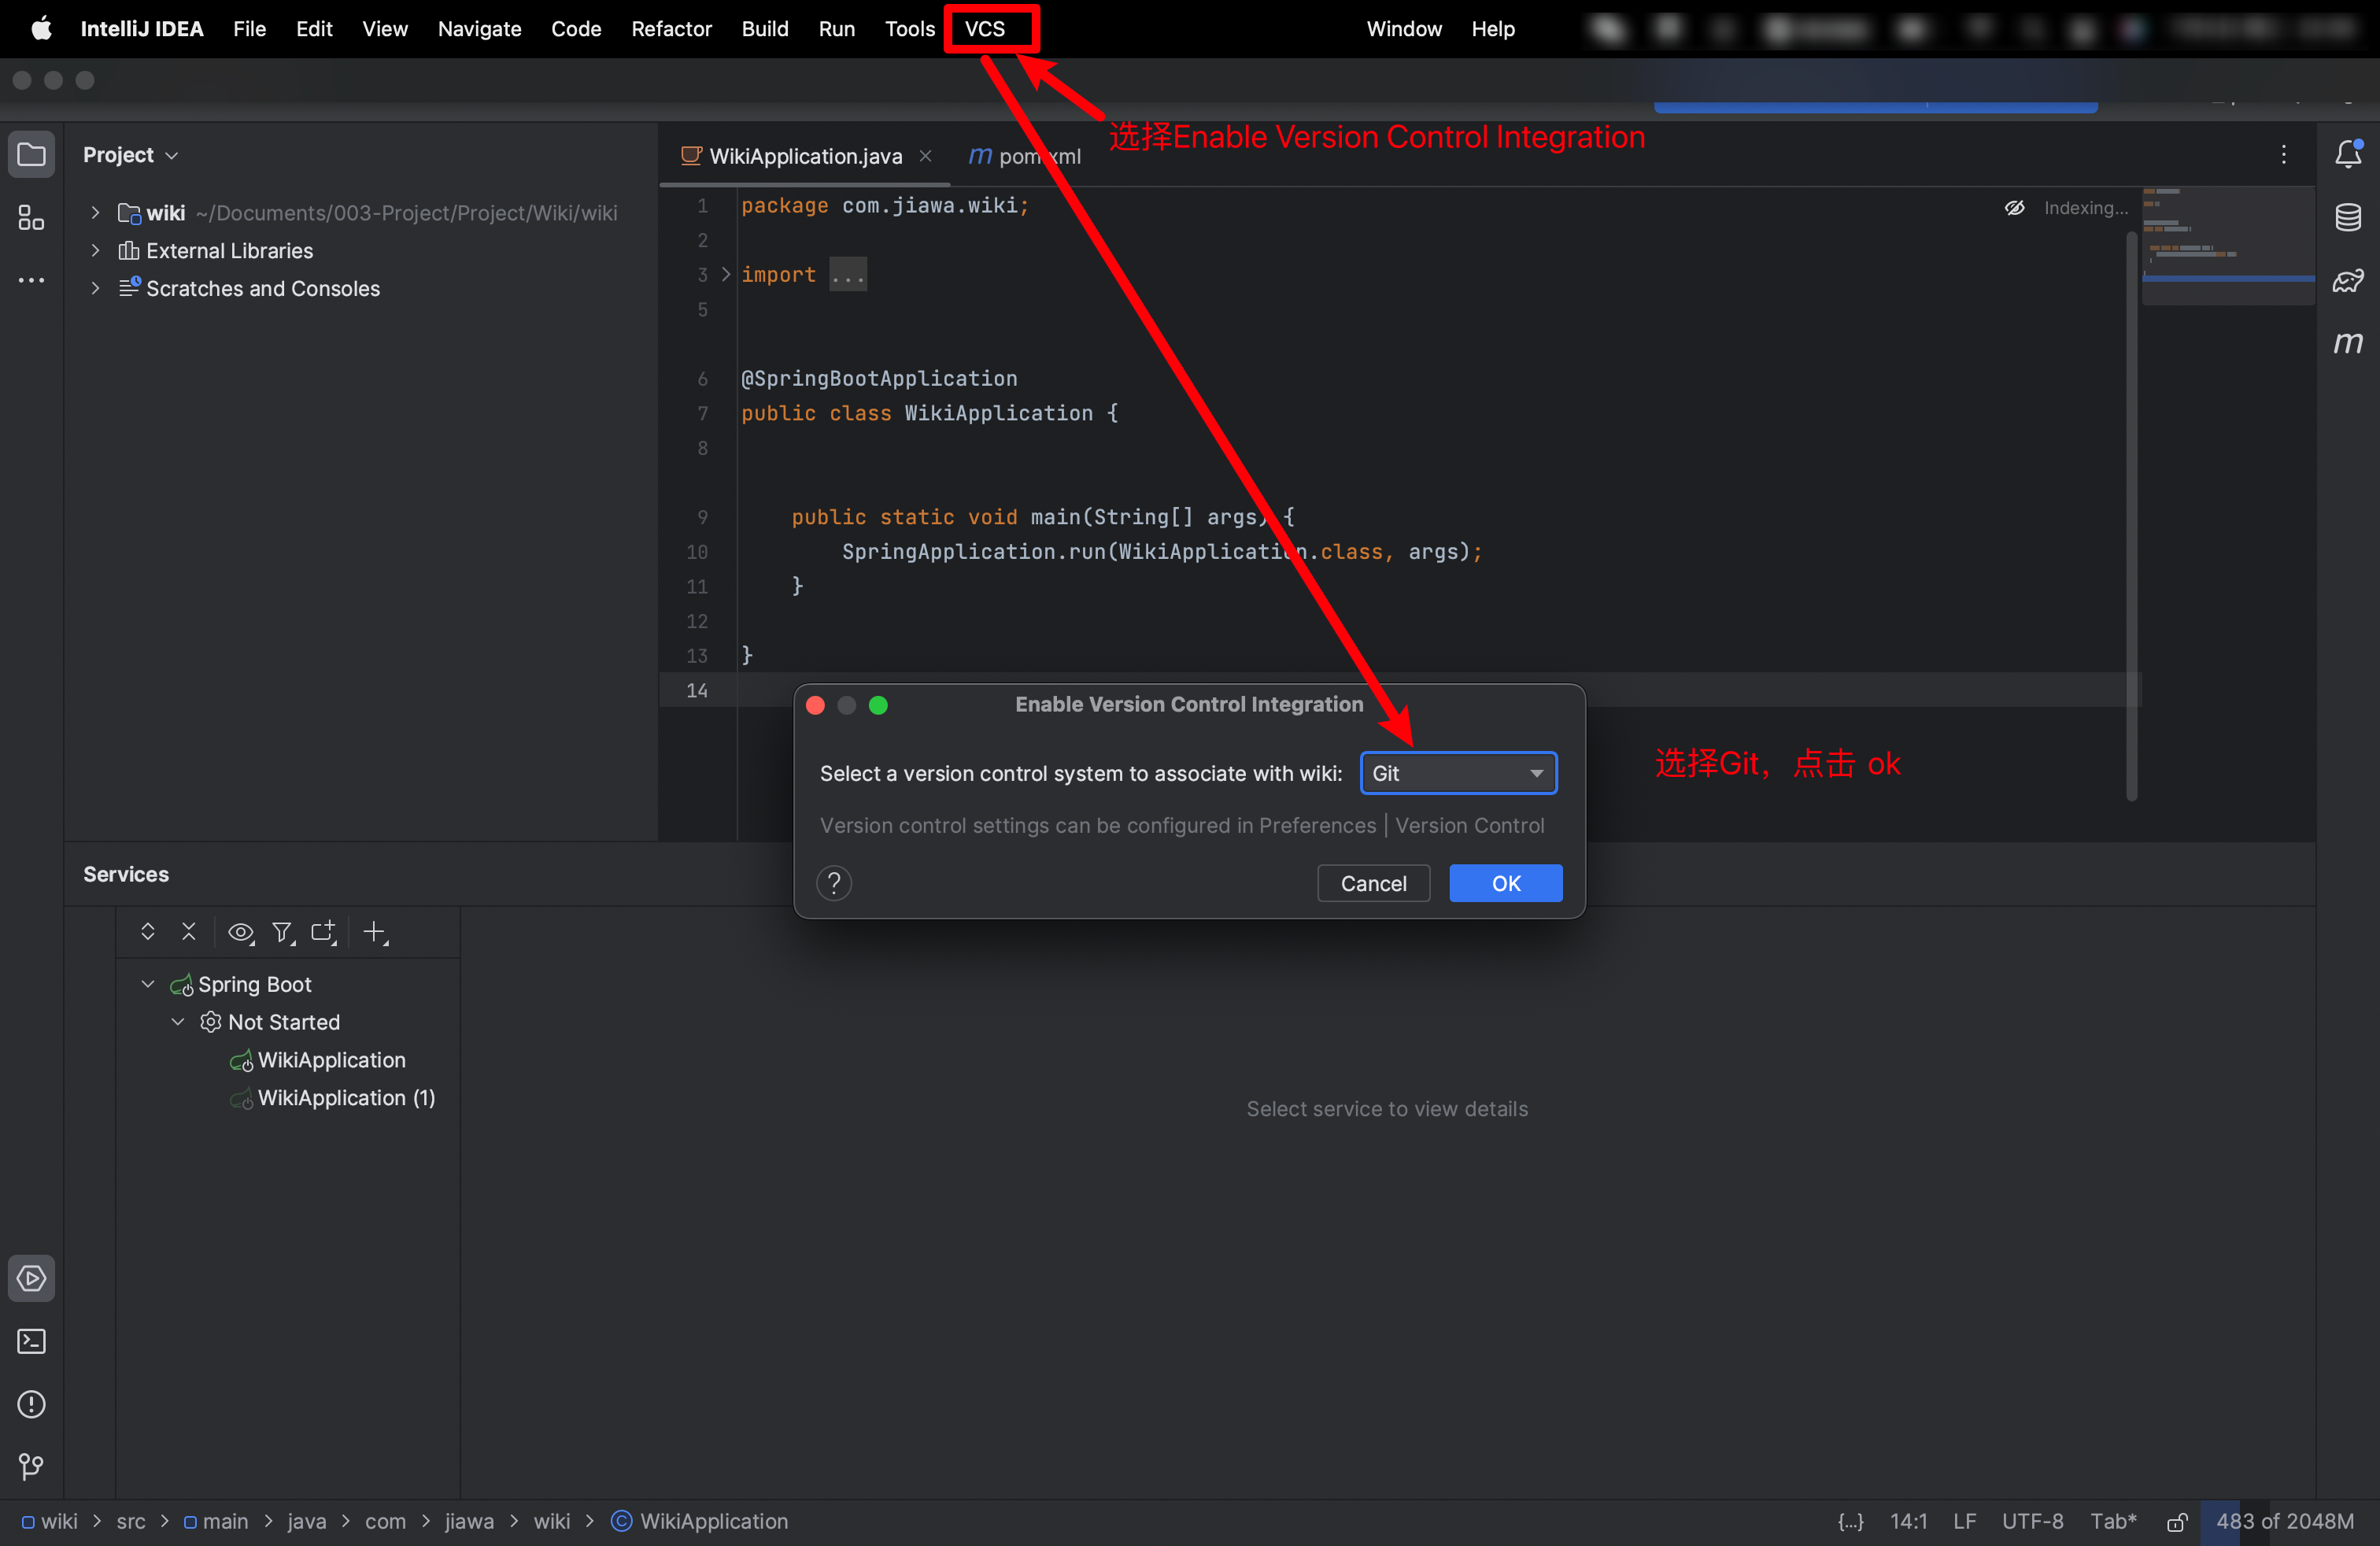 IntelliJ IDEA File Edit View Navigate Code Refactor Build Run Tools VCS Window Help
选择Enable Version Control Integration
Project
WikiApplication.java
m pom.xml
wiki ~/Documents/003-Project/Project/Wiki/wiki
External Libraries
Scratches and Consoles
Indexing...
1 package com.jiawa.wiki;
2
3 import ...
5
6 @SpringBootApplication
7 public class WikiApplication {
8
9 public static void main(String[] args) {
10 SpringApplication.run(WikiApplication.class, args);
11 }
12
13 }
14
m
Enable Version Control Integration
Select a version control system to associate with wiki: Git
选择Git，点击 ok
Version control settings can be configured in Preferences | Version Control
? Cancel OK
Services
Spring Boot
Not Started
WikiApplication
WikiApplication (1)
Select service to view details
wiki > src > main > java > com > jiawa > wiki > © WikiApplication
{...} 14:1 LF UTF-8 Tab* 483 of 2048M